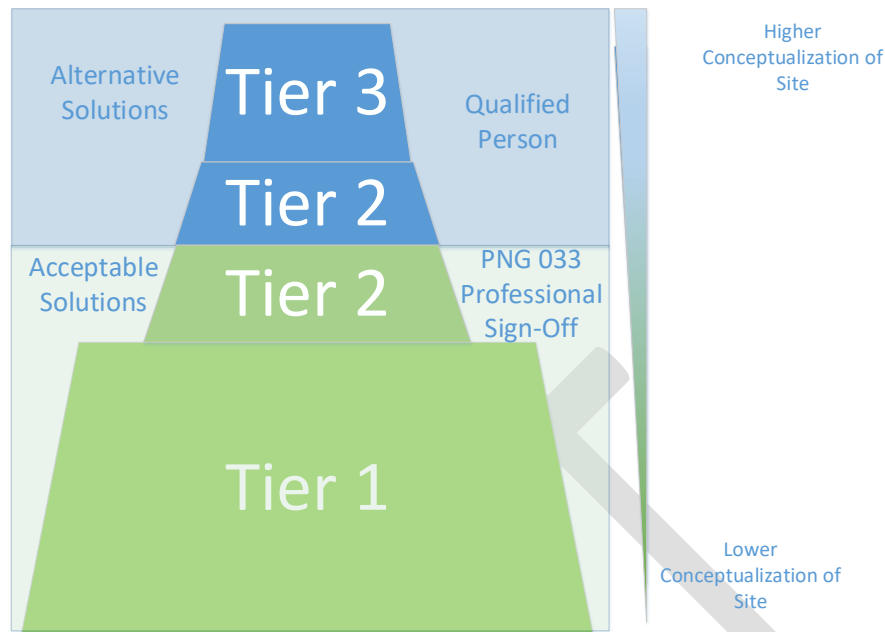 Alternative
Solutions
Tier 3
Qualified
Person
Tier 2
Acceptable
Solutions
Tier 2
PNG 033
Professional
Sign-Off
Tier 1
Higher
Conceptualization of
Site
Lower
Conceptualization of
Site